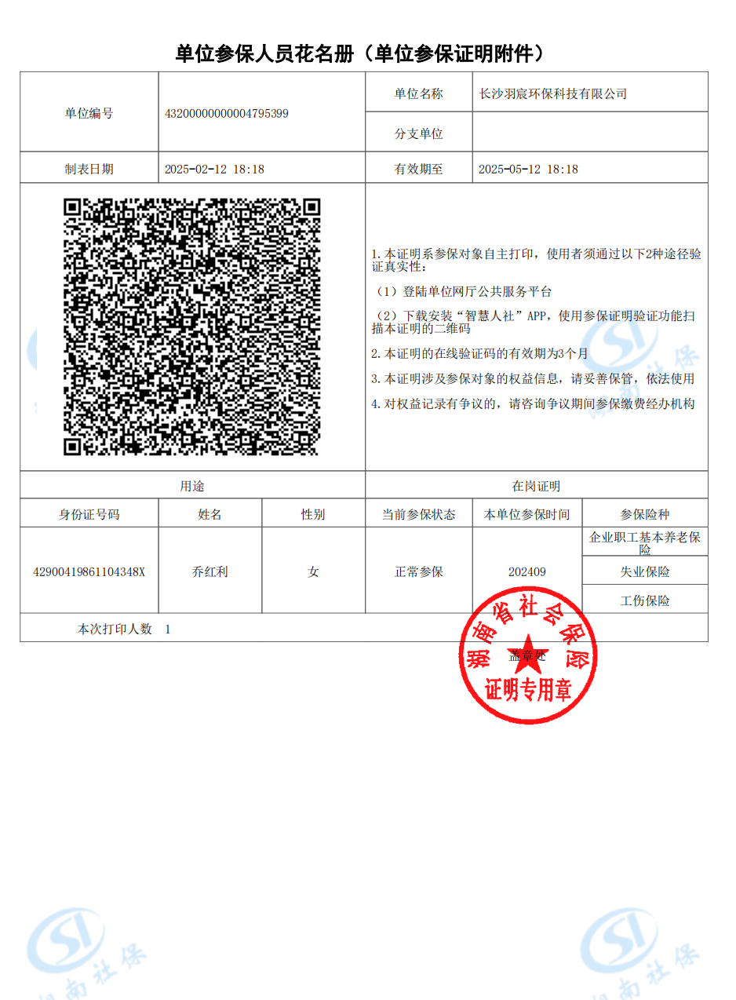 单位参保人员花名册（单位参保证明附件）
单位编号
43200000000004795399
单位名称
长沙羽宸环保科技有限公司
分支单位
制表日期
2025-02-12 18:18
有效期至
2025-05-12 18:18
1.本证明系参保对象自主打印，使用者须通过以下2种途径验
证真实性：
（1）登陆单位网厅公共服务平台
（2）下载安装“智慧人社”APP，使用参保证明验证功能扫
描本证明的二维码
2.本证明的在线验证码的有效期为3个月
3.本证明涉及参保对象的权益信息，请妥善保管，依法使用
4.对权益记录有争议的，请咨询争议期间参保缴费经办机构
用途
在岗证明
身份证号码
姓名
性别
当前参保状态
本单位参保时间
参保险种
42900419861104348X
乔红利
女
正常参保
202409
企业职工基本养老保
险
失业保险
工伤保险
本次打印人数 1
湖南省社会保险
盖章处
证明专用章
湖南社保
湖南社保
湖南社保